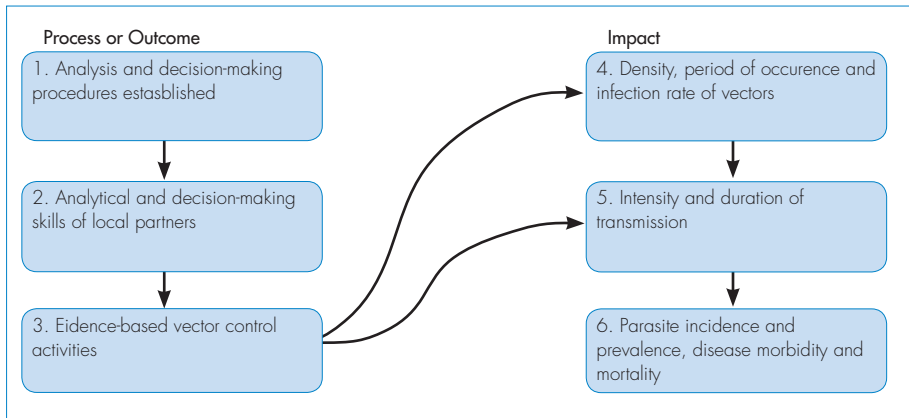 Process or Outcome
1. Analysis and decision-making
procedures estasblished
2. Analytical and decision-making
skills of local partners
3. Eidence-based vector control
activities
Impact
4. Density, period of occurence and
infection rate of vectors
5. Intensity and duration of
transmission
6. Parasite incidence and
prevalence, disease morbidity and
mortality